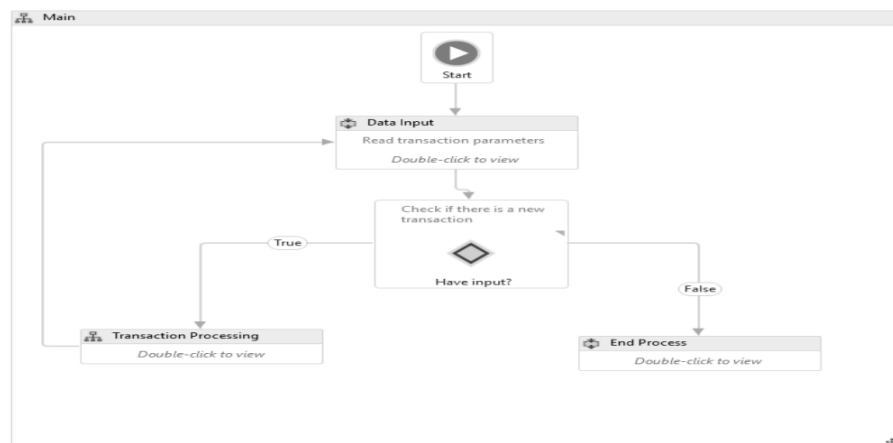 Main
Start
Data Input
Read transaction parameters
Double-click to view
Check if there is a new
transaction
True
Have input?
False
Transaction Processing
Double-click to view
End Process
Double-click to view